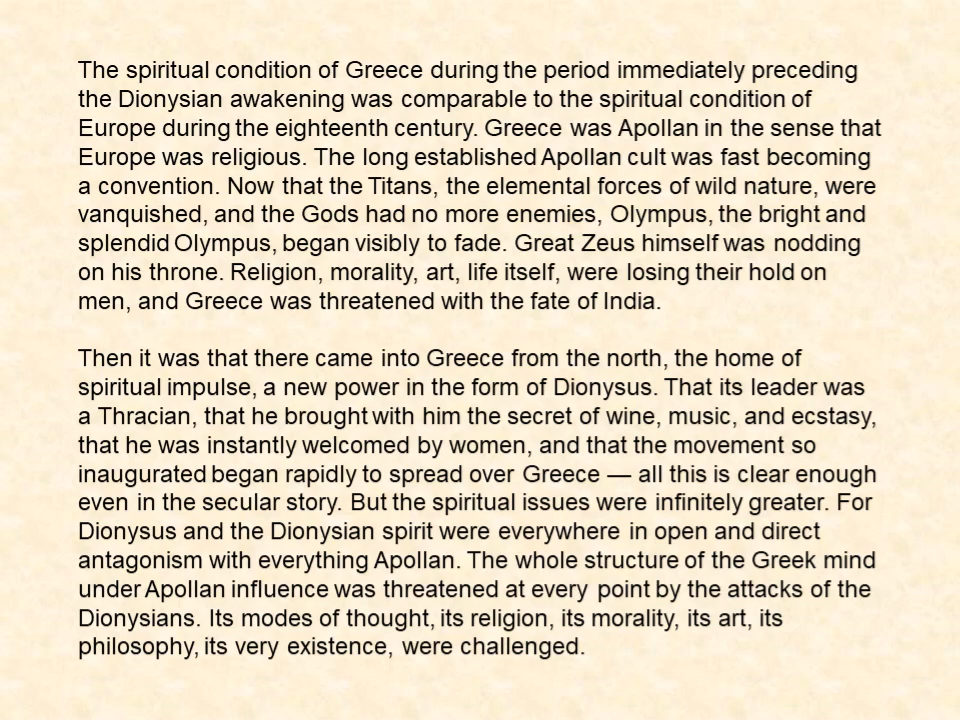 The spiritual condition of Greece during the period immediately preceding
the Dionysian awakening was comparable to the spiritual condition of
Europe during the eighteenth century. Greece was Apollan in the sense that
Europe was religious. The long established Apollan cult was fast becoming
a convention. Now that the Titans, the elemental forces of wild nature, were
vanquished, and the Gods had no more enemies, Olympus, the bright and
splendid Olympus, began visibly to fade. Great Zeus himself was nodding
on his throne. Religion, morality, art, life itself, were losing their hold on
men, and Greece was threatened with the fate of India.

Then it was that there came into Greece from the north, the home of
spiritual impulse, a new power in the form of Dionysus. That its leader was
a Thracian, that he brought with him the secret of wine, music, and ecstasy,
that he was instantly welcomed by women, and that the movement so
inaugurated began rapidly to spread over Greece — all this is clear enough
even in the secular story. But the spiritual issues were infinitely greater. For
Dionysus and the Dionysian spirit were everywhere in open and direct
antagonism with everything Apollan. The whole structure of the Greek mind
under Apollan influence was threatened at every point by the attacks of the
Dionysians. Its modes of thought, its religion, its morality, its art, its
philosophy, its very existence, were challenged.